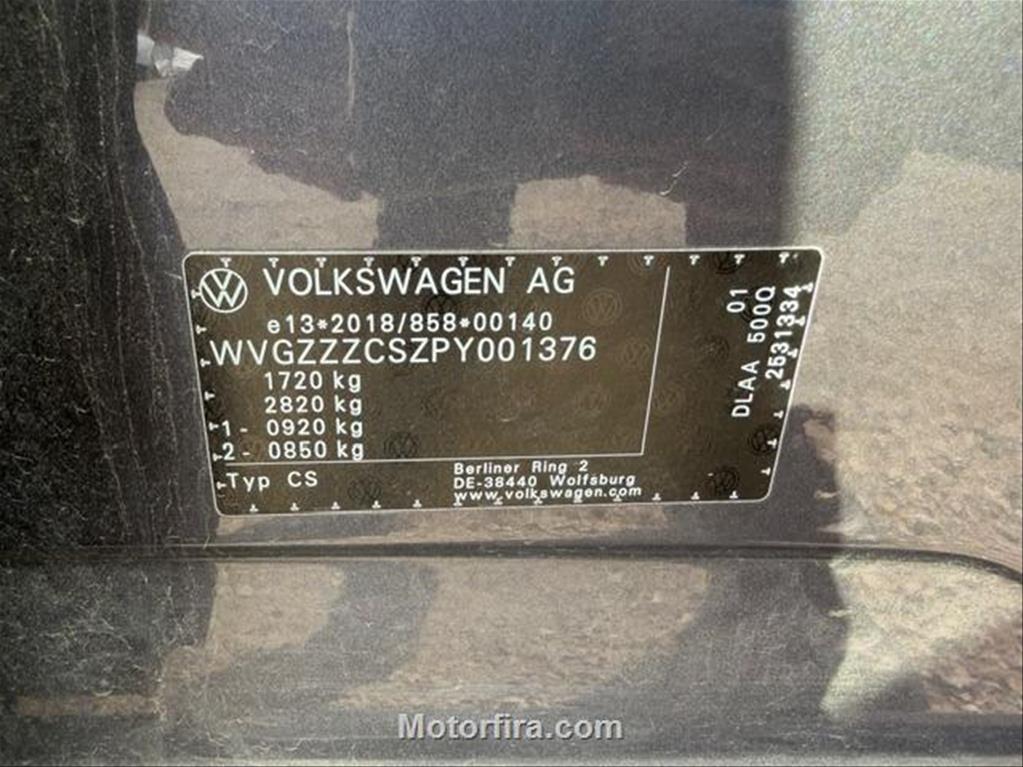 VOLKSWAGEN AG
e13*2018/858*00140
WVGZZZCSZPY001376
1720 kg
2820 kg
1- 0920 kg
2- 0850 kg
Typ CS
Berliner Ring 2
DE-38440 Wolfsburg
www.volkswagen.com
01
DLAA 500Q
2531334
Motorfira.com